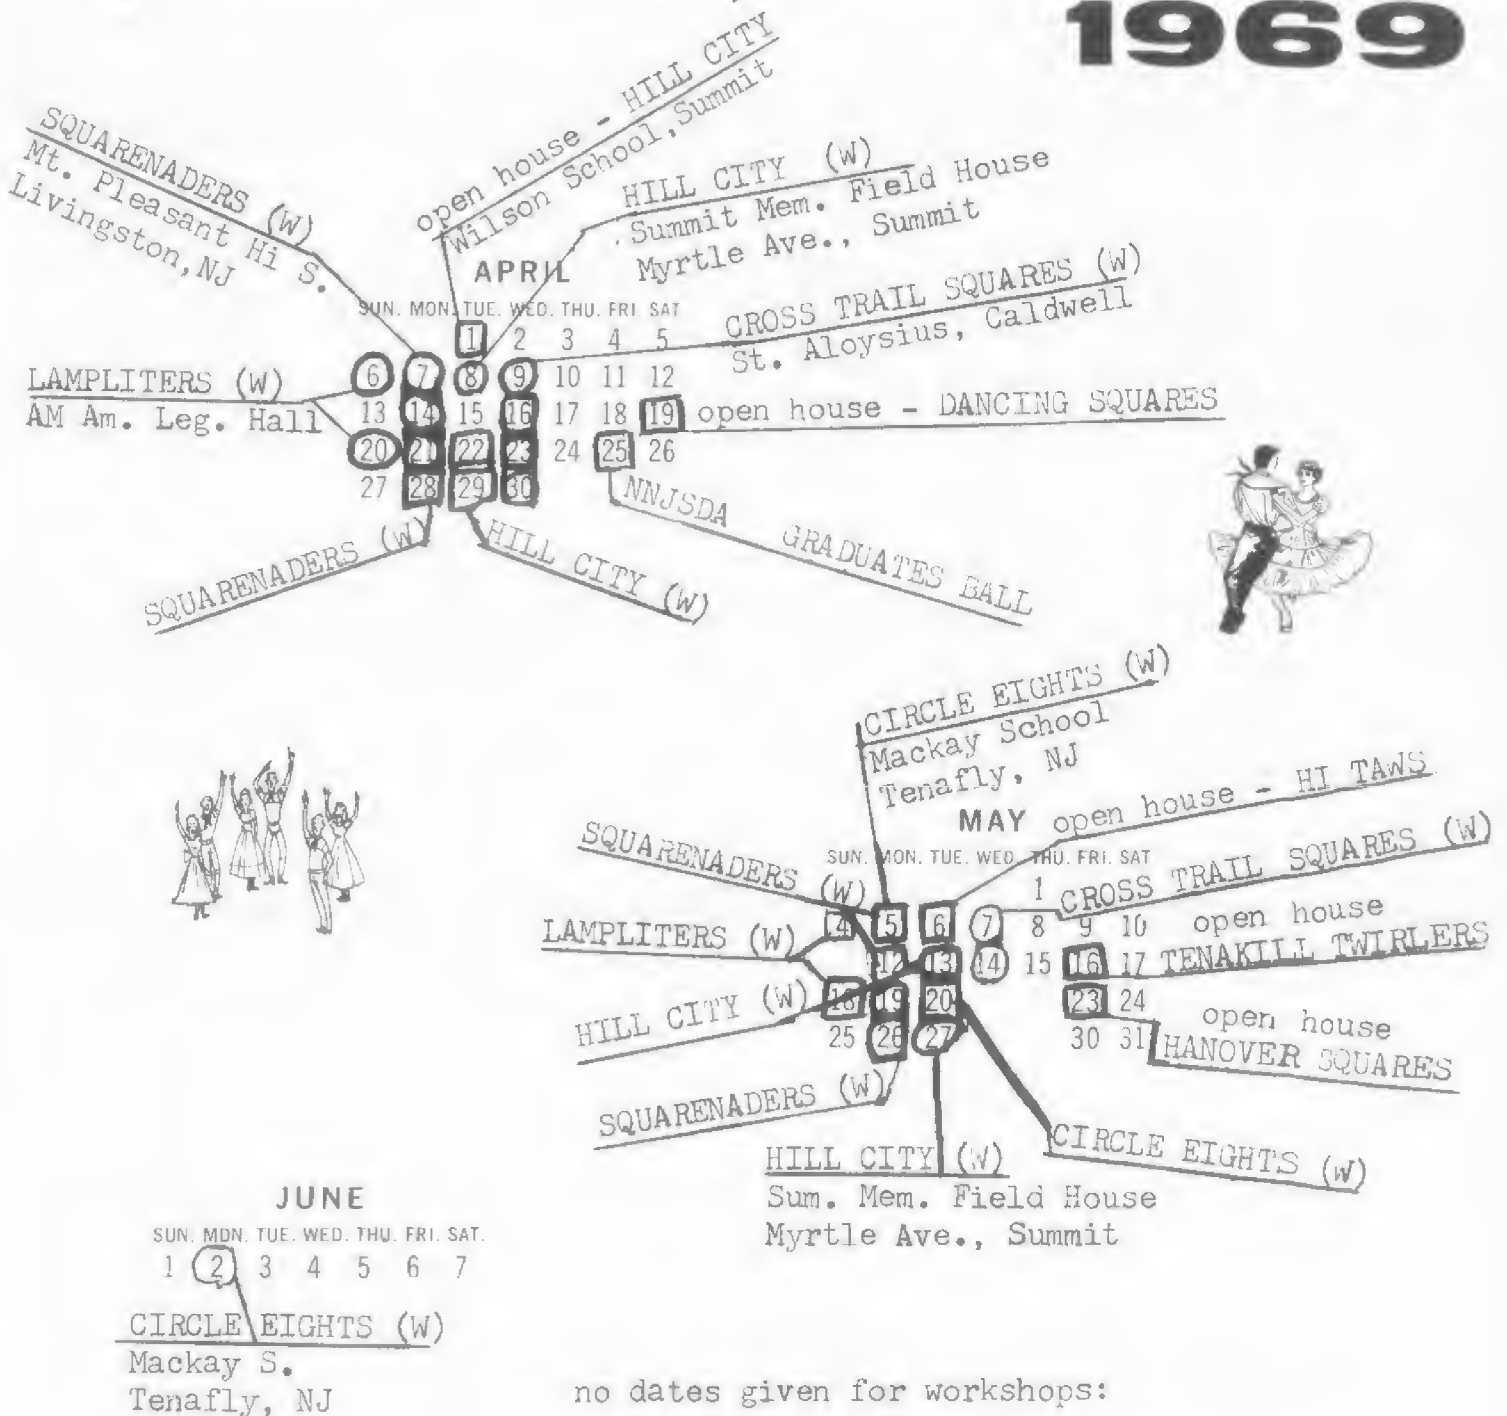 1969
SQUARENADERS (W)
Mt. Pleasant Hi S.
Livingston, NJ
open house - HILL CITY
Wilson School, Summit
HILL CITY (W)
Summit Mem. Field House
Myrtle Ave., Summit
APRIL
SUN. MON. TUE. WED. THU. FRI. SAT
1 2 3 4 5
CROSS TRAIL SQUARES (W)
St. Aloysius, Caldwell
6 7 8 9 10 11 12
LAMPLITERS (W)
AM Am. Leg. Hall
13 14 15 16 17 18 19 open house - DANCING SQUARES
20 21 22 23 24 25 26
27 28 29 30
NNJSDA GRADUATES BALL
SQUARENADERS (W)
HILL CITY (W)
CIRCLE EIGHTS (W)
Mackay School
Tenafly, NJ
MAY
open house - HI TAWS
SUN. MON. TUE. WED. THU. FRI. SAT
SQUARENADERS (W)
1
CROSS TRAIL SQUARES (W)
4 5 6 7 8 9 10
open house
TENAKILL TWIRLERS
LAMPLITERS (W)
12 13 14 15 16 17
HILL CITY (W)
18 19 20 23 24
open house
HANOVER SQUARES
25 26 27 30 31
SQUARENADERS (W)
HILL CITY (W)
Sum. Mem. Field House
Myrtle Ave., Summit
CIRCLE EIGHTS (W)
JUNE
SUN. MON. TUE. WED. THU. FRI. SAT.
1 2 3 4 5 6 7
CIRCLE EIGHTS (W)
Mackay S.
Tenafly, NJ
no dates given for workshops: